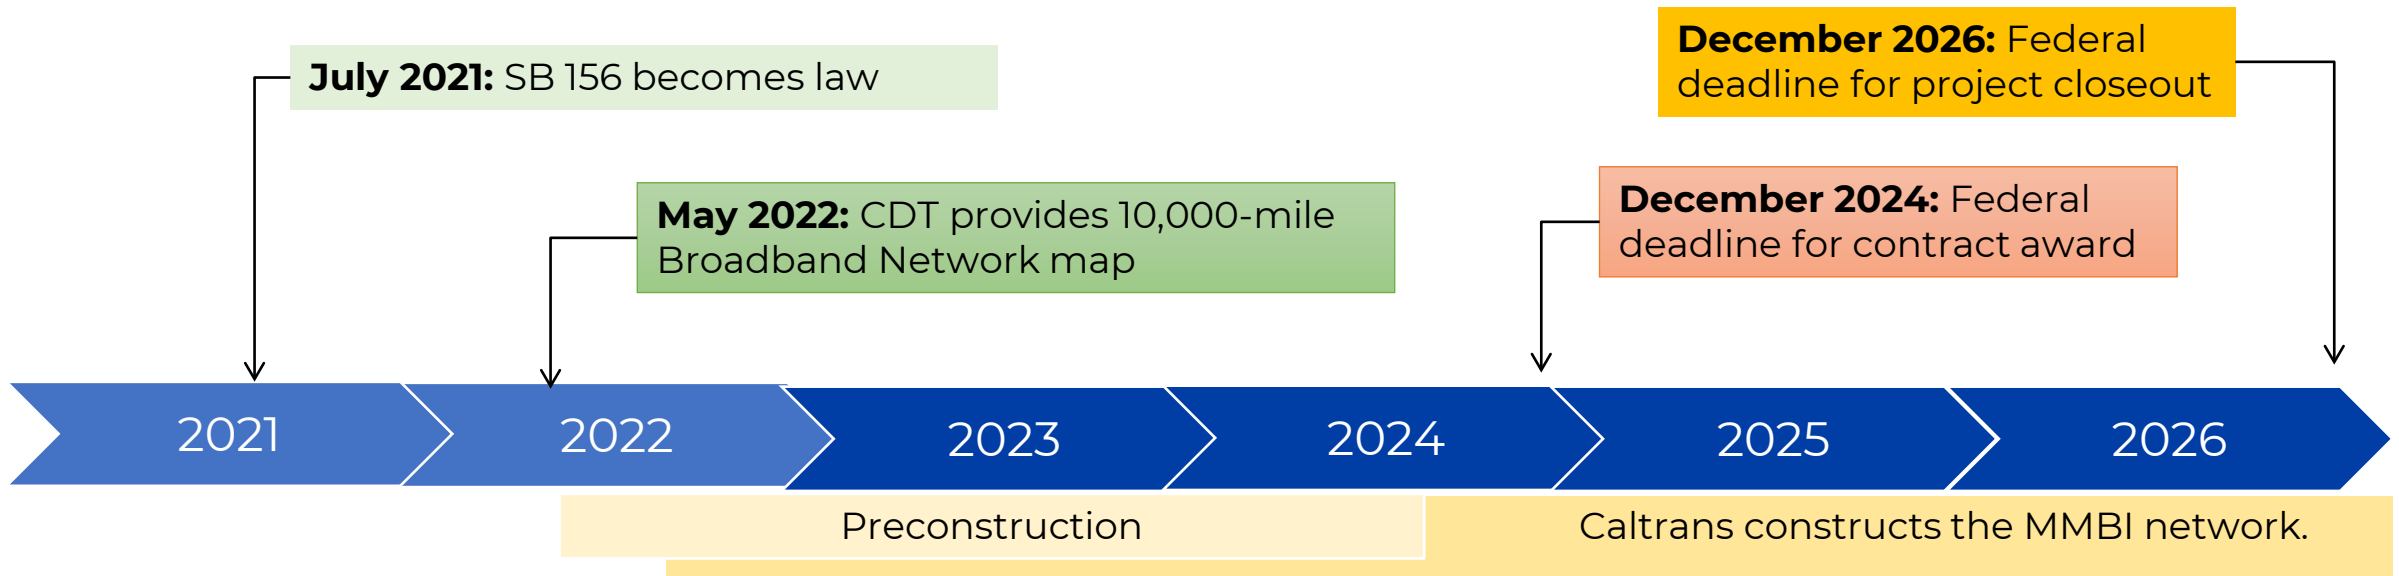 July 2021: SB 156 becomes law
December 2026: Federal
deadline for project closeout
May 2022: CDT provides 10,000-mile
Broadband Network map
December 2024: Federal
deadline for contract award
2021
2022
2023
2024
2025
2026
Preconstruction
Caltrans constructs the MMBI network.